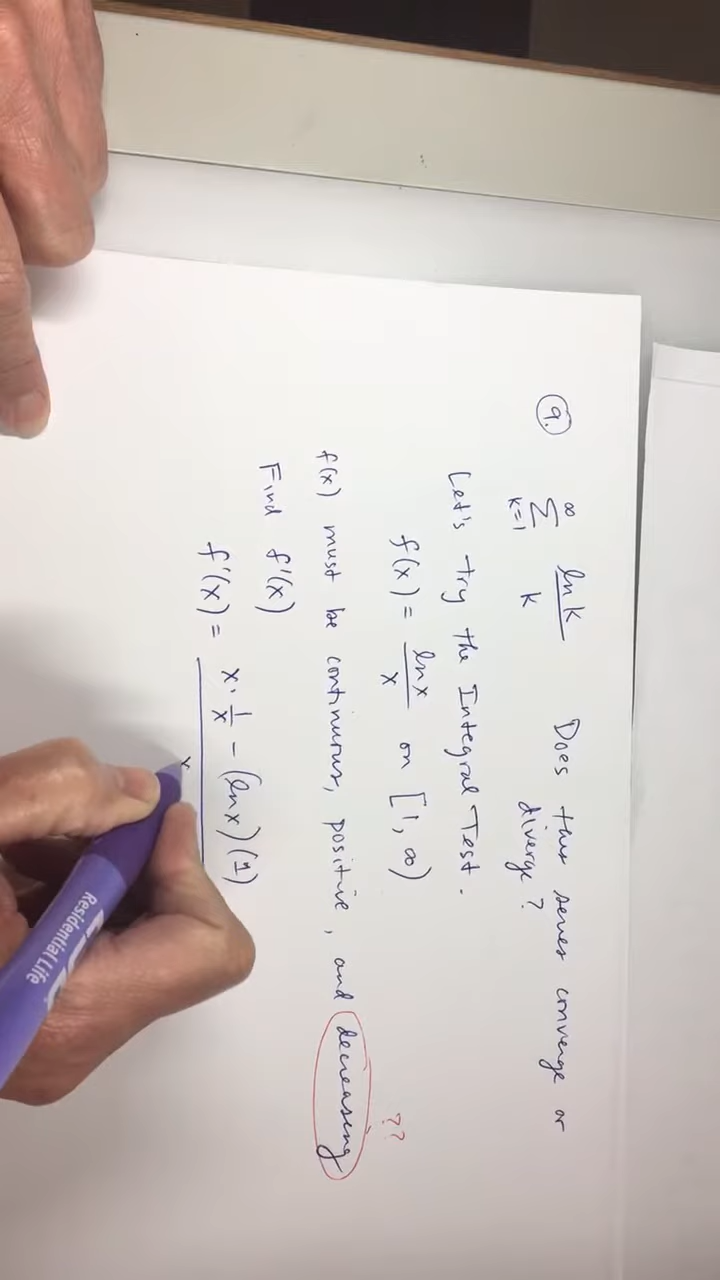 9. ∞ Σ k=1 ln k / k Does this series converge or
diverge?
Let's try the Integral Test.
f(x) = ln x / x on [1, ∞)
??
f(x) must be continuous, positive, and decreasing
Find f'(x)
f'(x) = x · 1/x − (ln x)(1)
x
Residential Life